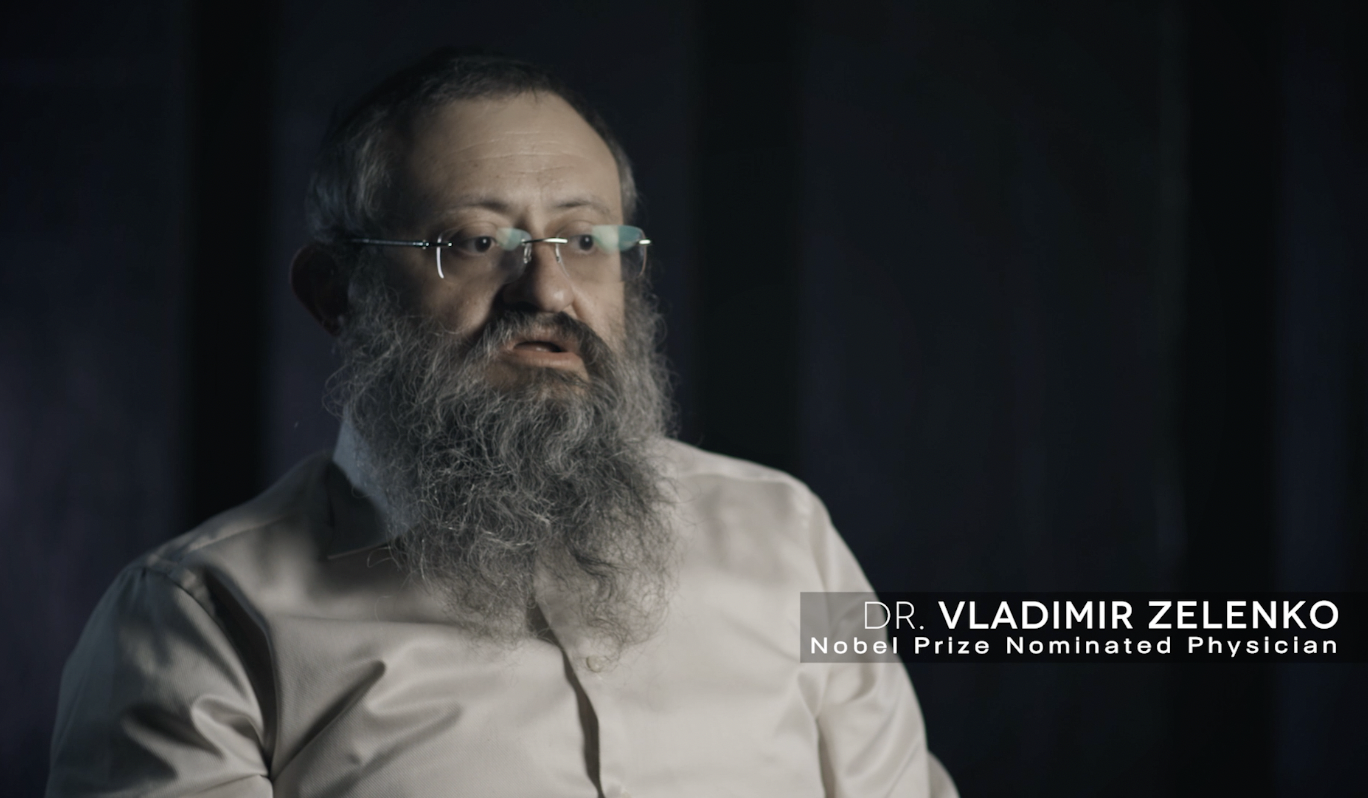 DR. VLADIMIR ZELENKO
Nobel Prize Nominated Physician